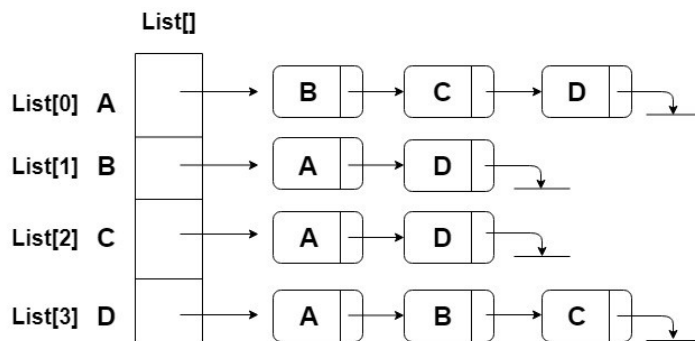 List[]
List[0] A B C D
List[1] B A D
List[2] C A D
List[3] D A B C